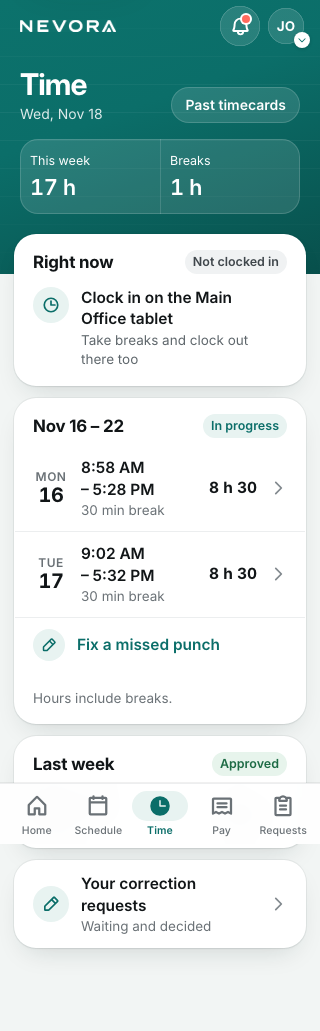 NEVORA
JO
Time
Wed, Nov 18
Past timecards
This week
17 h
Breaks
1 h
Right now
Not clocked in
Clock in on the Main
Office tablet
Take breaks and clock out
there too
Nov 16 – 22
In progress
MON
16
8:58 AM
– 5:28 PM
30 min break
8 h 30
TUE
17
9:02 AM
– 5:32 PM
30 min break
8 h 30
Fix a missed punch
Hours include breaks.
Last week
Approved
Home
Schedule
Time
Pay
Requests
Your correction
requests
Waiting and decided